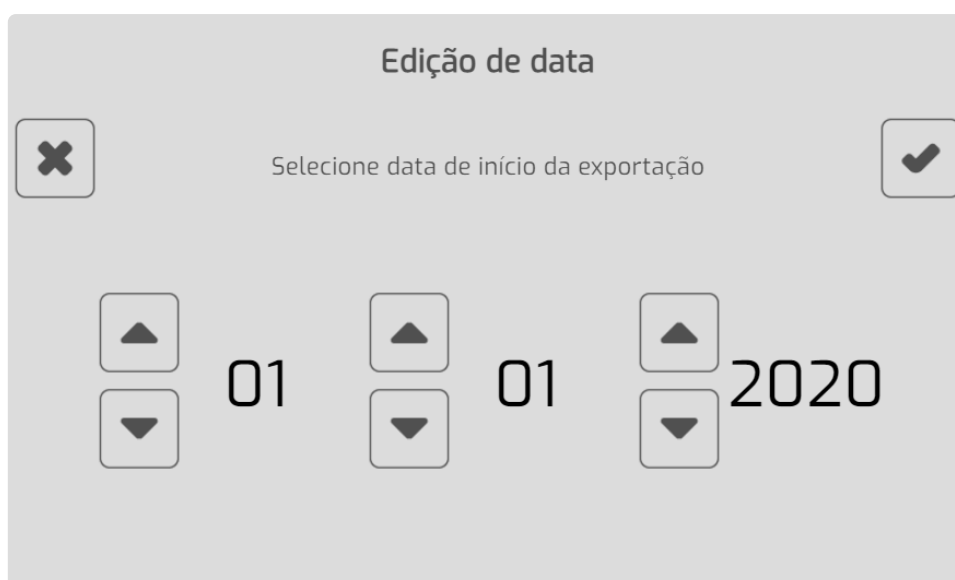 Edição de data
Selecione data de início da exportação
01 01 2020